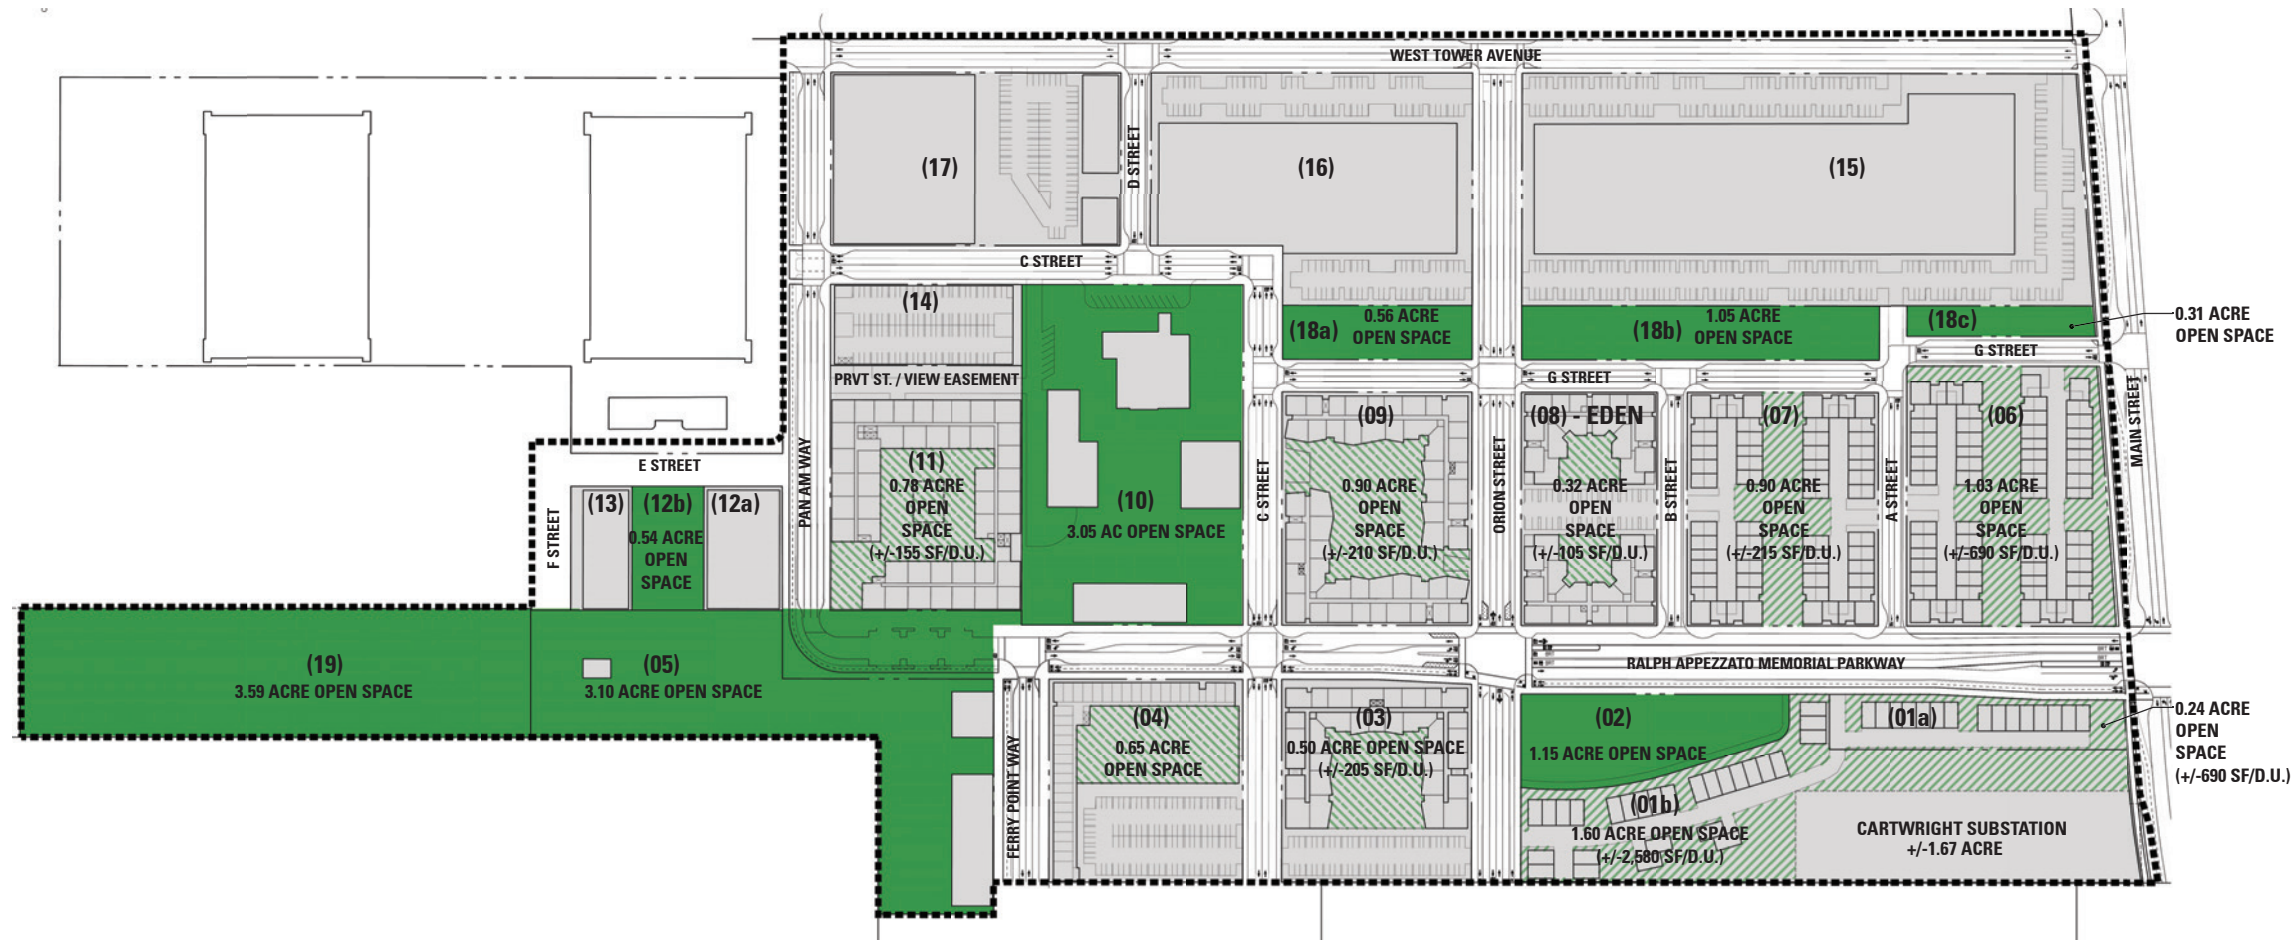 WEST TOWER AVENUE
(17)
D STREET
(16)
(15)
C STREET
(14)
(18a)
0.56 ACRE
OPEN SPACE
(18b)
1.05 ACRE
OPEN SPACE
(18c)
0.31 ACRE
OPEN SPACE
G STREET
PRVT ST. / VIEW EASEMENT
G STREET
MAIN STREET
(09)
0.90 ACRE
OPEN
SPACE
(+/-210 SF/D.U.)
(08) - EDEN
0.32 ACRE
OPEN
SPACE
(+/-105 SF/D.U.)
(07)
0.90 ACRE
OPEN
SPACE
(+/-215 SF/D.U.)
(06)
1.03 ACRE
OPEN
SPACE
(+/-690 SF/D.U.)
E STREET
F STREET
(13)
(12b)
0.54 ACRE
OPEN
SPACE
(12a)
PAN AM WAY
(11)
0.78 ACRE
OPEN
SPACE
(+/-155 SF/D.U.)
(10)
3.05 AC OPEN SPACE
C STREET
ORION STREET
B STREET
A STREET
(19)
3.59 ACRE OPEN SPACE
(05)
3.10 ACRE OPEN SPACE
RALPH APPEZZATO MEMORIAL PARKWAY
FERRY POINT WAY
(04)
0.65 ACRE
OPEN SPACE
(03)
0.50 ACRE OPEN SPACE
(+/-205 SF/D.U.)
(02)
1.15 ACRE OPEN SPACE
(01a)
0.24 ACRE
OPEN
SPACE
(+/-690 SF/D.U.)
(01b)
1.60 ACRE OPEN SPACE
(+/-2,580 SF/D.U.)
CARTWRIGHT SUBSTATION
+/-1.67 ACRE